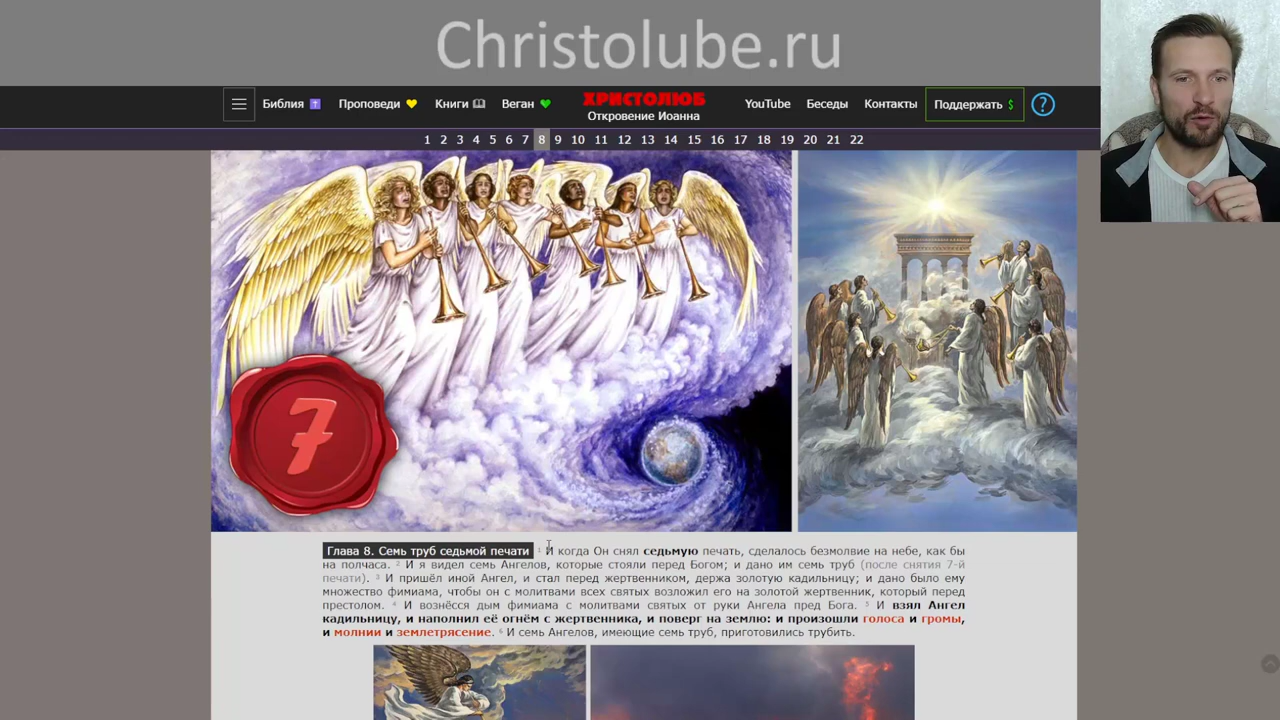 Christolube.ru
Библия
Проповеди
Книги
Веган
ХРИСТОЛЮБ
Откровение Иоанна
YouTube
Беседы
Контакты
Поддержать $
?
1 2 3 4 5 6 7 8 9 10 11 12 13 14 15 16 17 18 19 20 21 22
7
Глава 8. Семь труб седьмой печати 1 И когда Он снял седьмую печать, сделалось безмолвие на небе, как бы
на полчаса. 2 И я видел семь Ангелов, которые стояли перед Богом; и дано им семь труб (после снятия 7-й
печати). 3 И пришёл иной Ангел, и стал перед жертвенником, держа золотую кадильницу; и дано было ему
множество фимиама, чтобы он с молитвами всех святых возложил его на золотой жертвенник, который перед
престолом. 4 И вознёсся дым фимиама с молитвами святых от руки Ангела пред Бога. 5 И взял Ангел
кадильницу, и наполнил её огнём с жертвенника, и поверг на землю: и произошли голоса и громы,
и молнии и землетрясение. 6 И семь Ангелов, имеющие семь труб, приготовились трубить.